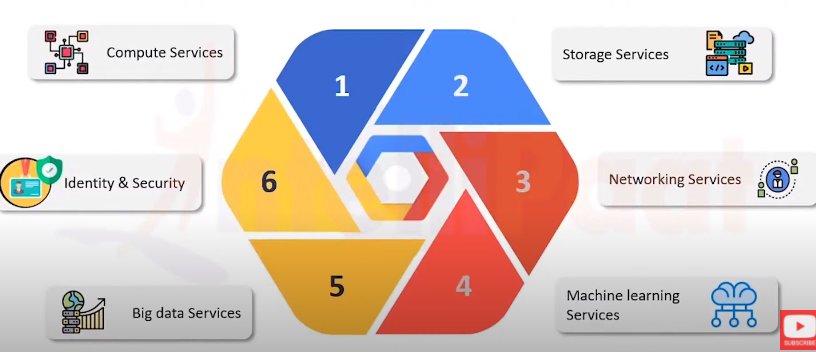 Compute Services
1
2
Storage Services
Identity & Security
6
3
Networking Services
Big data Services
5
4
Machine learning
Services
SUBSCRIBE